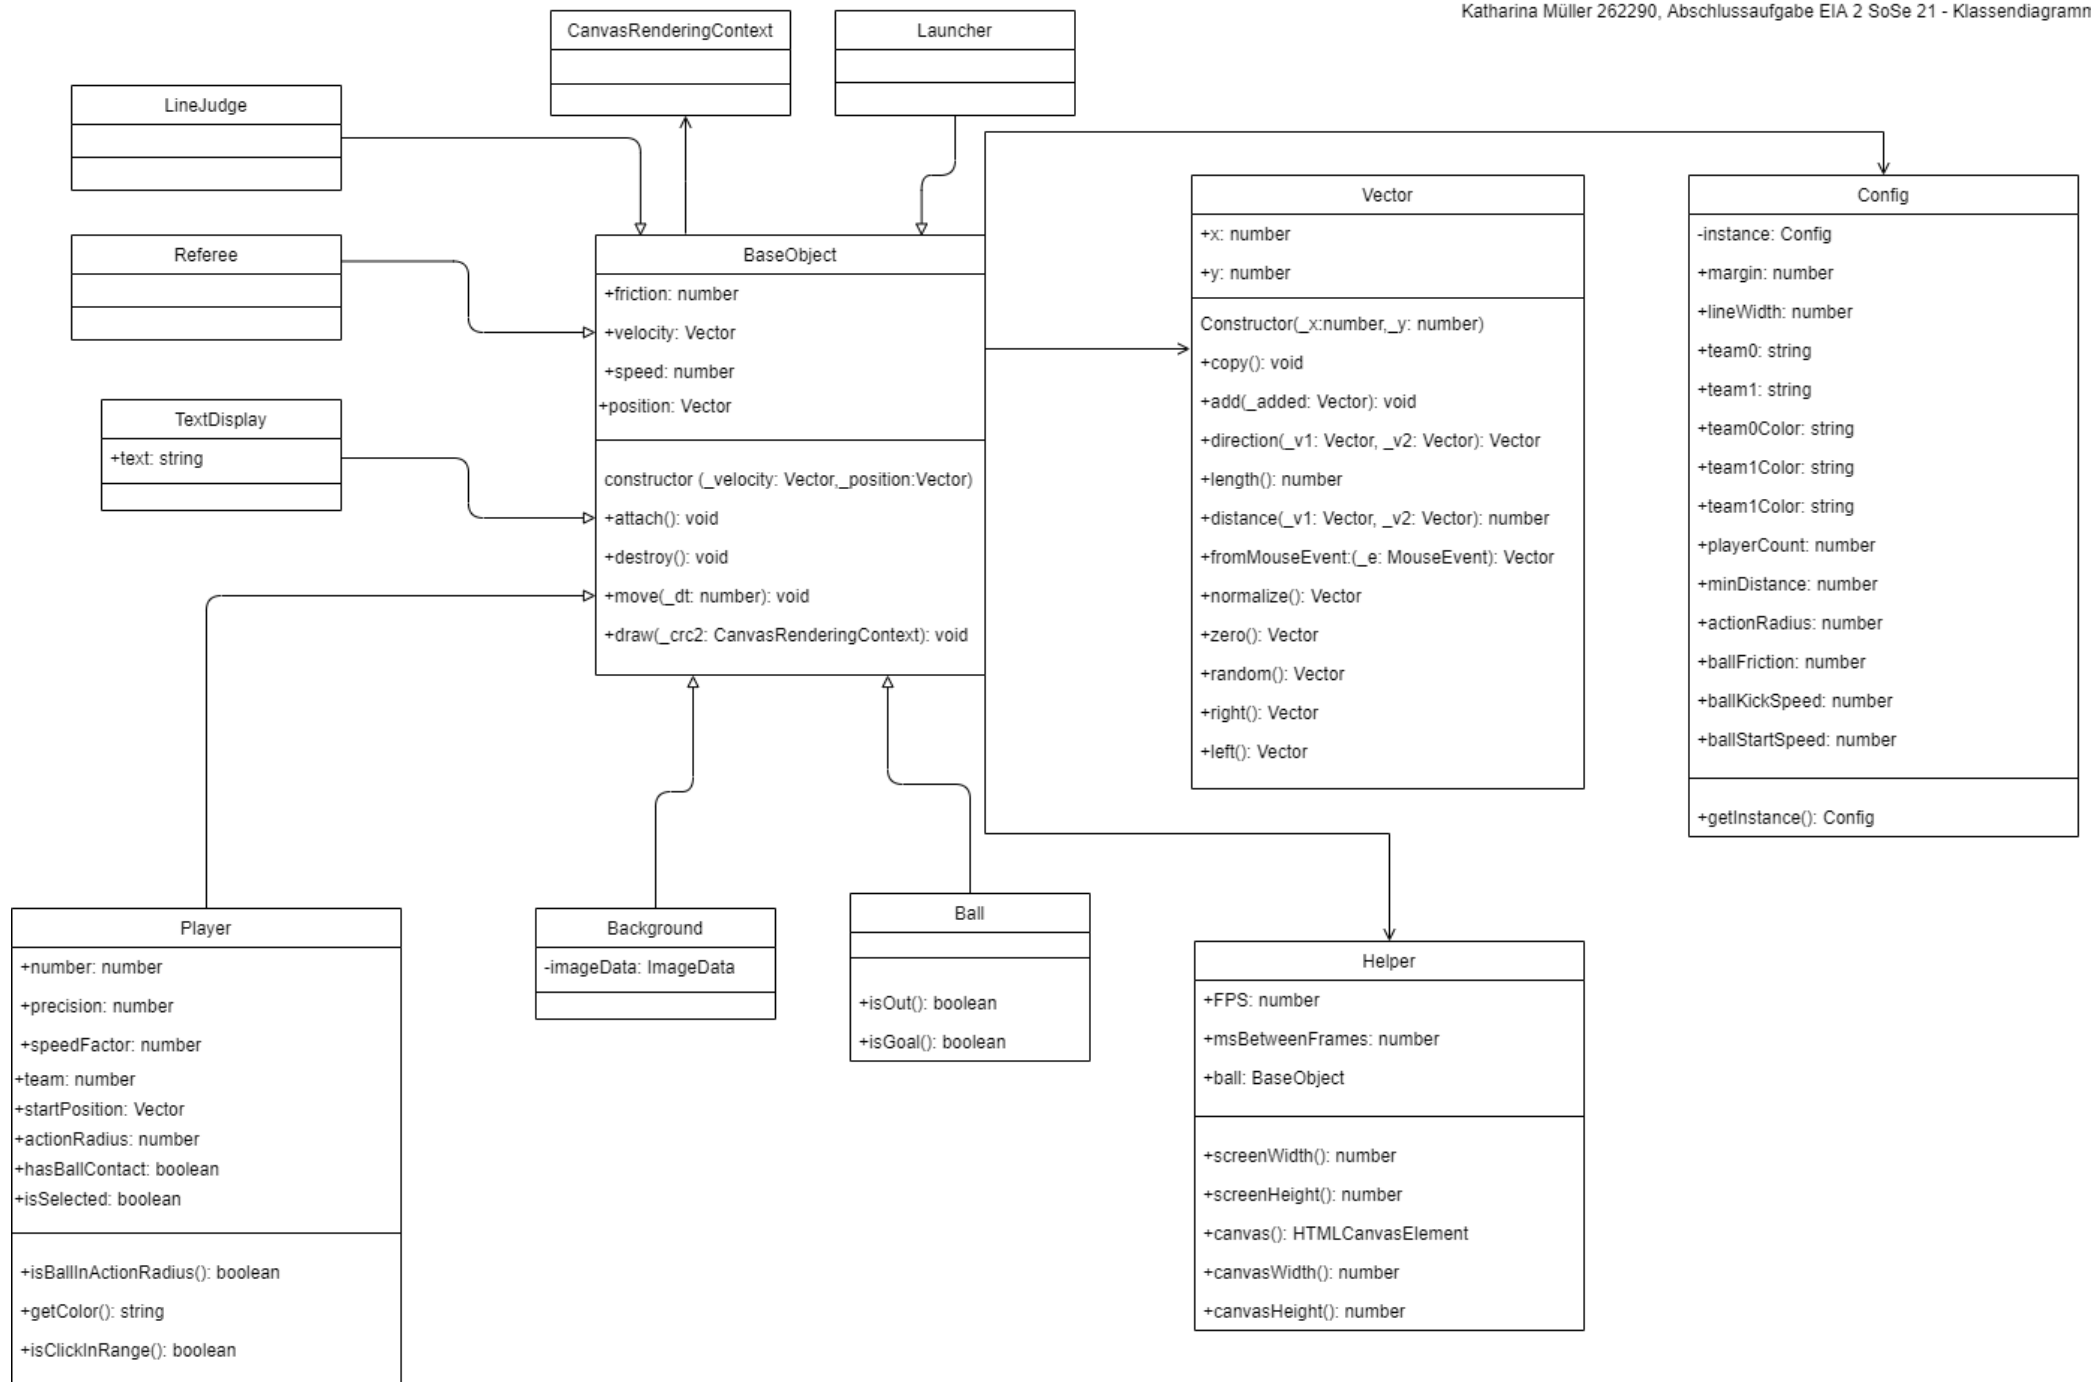 Katharina Müller 262290, Abschlussaufgabe EIA 2 SoSe 21 - Klassendiagramm
CanvasRenderingContext
Launcher
LineJudge
Referee
TextDisplay
+text: string
BaseObject
+friction: number
+velocity: Vector
+speed: number
+position: Vector
constructor (_velocity: Vector,_position:Vector)
+attach(): void
+destroy(): void
+move(_dt: number): void
+draw(_crc2: CanvasRenderingContext): void
Vector
+x: number
+y: number
Constructor(_x:number,_y: number)
+copy(): void
+add(_added: Vector): void
+direction(_v1: Vector, _v2: Vector): Vector
+length(): number
+distance(_v1: Vector, _v2: Vector): number
+fromMouseEvent:(_e: MouseEvent): Vector
+normalize(): Vector
+zero(): Vector
+random(): Vector
+right(): Vector
+left(): Vector
Config
-instance: Config
+margin: number
+lineWidth: number
+team0: string
+team1: string
+team0Color: string
+team1Color: string
+team1Color: string
+playerCount: number
+minDistance: number
+actionRadius: number
+ballFriction: number
+ballKickSpeed: number
+ballStartSpeed: number
+getInstance(): Config
Player
+number: number
+precision: number
+speedFactor: number
+team: number
+startPosition: Vector
+actionRadius: number
+hasBallContact: boolean
+isSelected: boolean
+isBallInActionRadius(): boolean
+getColor(): string
+isClickInRange(): boolean
Background
-imageData: ImageData
Ball
+isOut(): boolean
+isGoal(): boolean
Helper
+FPS: number
+msBetweenFrames: number
+ball: BaseObject
+screenWidth(): number
+screenHeight(): number
+canvas(): HTMLCanvasElement
+canvasWidth(): number
+canvasHeight(): number